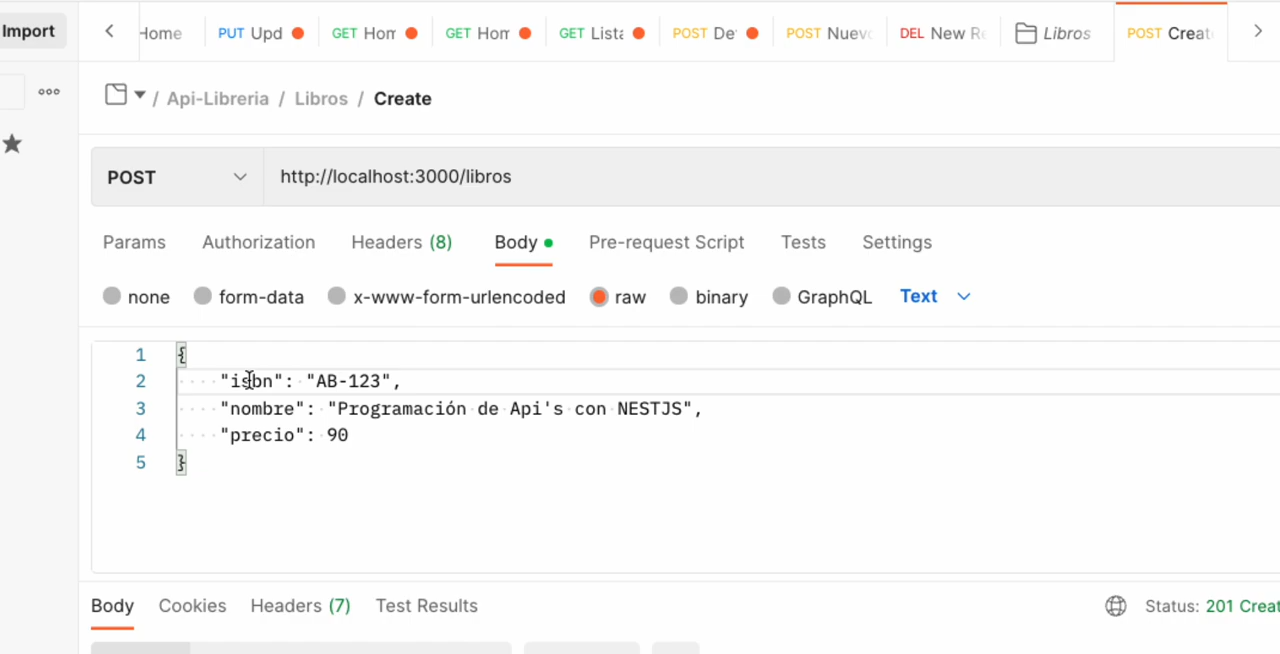 Import
Home PUT Upd GET Hom GET Hom GET Lista POST De POST Nuevo DEL New Re Libros POST Creat
/ Api-Libreria / Libros / Create
POST http://localhost:3000/libros
Params Authorization Headers (8) Body Pre-request Script Tests Settings
none form-data x-www-form-urlencoded raw binary GraphQL Text
1 {
2 "isbn": "AB-123",
3 "nombre": "Programación de Api's con NESTJS",
4 "precio": 90
5 }
Body Cookies Headers (7) Test Results Status: 201 Creat